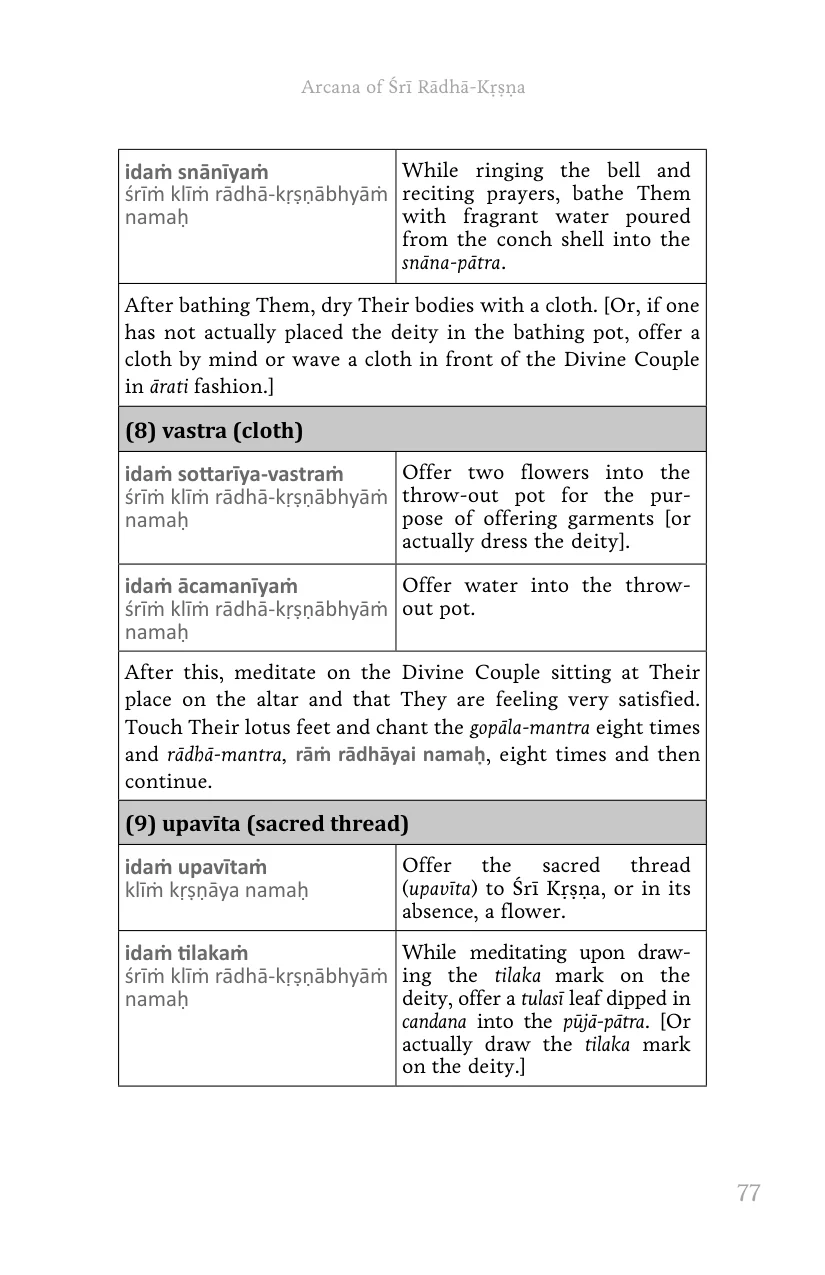 Arcana of Śrī Rādhā-Kṛṣṇa
idaṁ snānīyaṁ
śrīṁ klīṁ rādhā-kṛṣṇābhyāṁ
namaḥ
While ringing the bell and
reciting prayers, bathe Them
with fragrant water poured
from the conch shell into the
snāna-pātra.
After bathing Them, dry Their bodies with a cloth. [Or, if one
has not actually placed the deity in the bathing pot, offer a
cloth by mind or wave a cloth in front of the Divine Couple
in ārati fashion.]
(8) vastra (cloth)
idaṁ sottarīya-vastraṁ
śrīṁ klīṁ rādhā-kṛṣṇābhyāṁ
namaḥ
Offer two flowers into the
throw-out pot for the pur-
pose of offering garments [or
actually dress the deity].
idaṁ ācamanīyaṁ
śrīṁ klīṁ rādhā-kṛṣṇābhyāṁ
namaḥ
Offer water into the throw-
out pot.
After this, meditate on the Divine Couple sitting at Their
place on the altar and that They are feeling very satisfied.
Touch Their lotus feet and chant the gopāla-mantra eight times
and rādhā-mantra, rāṁ rādhāyai namaḥ, eight times and then
continue.
(9) upavīta (sacred thread)
idaṁ upavītaṁ
klīṁ kṛṣṇāya namaḥ
Offer the sacred thread
(upavīta) to Śrī Kṛṣṇa, or in its
absence, a flower.
idaṁ tilakaṁ
śrīṁ klīṁ rādhā-kṛṣṇābhyāṁ
namaḥ
While meditating upon draw-
ing the tilaka mark on the
deity, offer a tulasī leaf dipped in
candana into the pūjā-pātra. [Or
actually draw the tilaka mark
on the deity.]
77